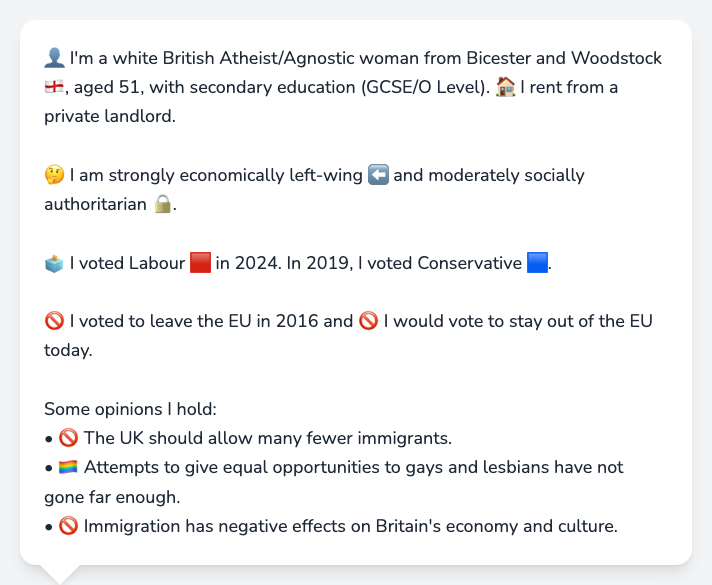 👤 I'm a white British Atheist/Agnostic woman from Bicester and Woodstock
🏴󠁧󠁢󠁥󠁮󠁧󠁿, aged 51, with secondary education (GCSE/O Level). 🏠 I rent from a
private landlord.
🤔 I am strongly economically left-wing ⬅️ and moderately socially
authoritarian 🔒.
🗳️ I voted Labour 🟥 in 2024. In 2019, I voted Conservative 🟦.
🚫 I voted to leave the EU in 2016 and 🚫 I would vote to stay out of the EU
today.
Some opinions I hold:
• 🚫 The UK should allow many fewer immigrants.
• 🏳️‍🌈 Attempts to give equal opportunities to gays and lesbians have not
gone far enough.
• 🚫 Immigration has negative effects on Britain's economy and culture.